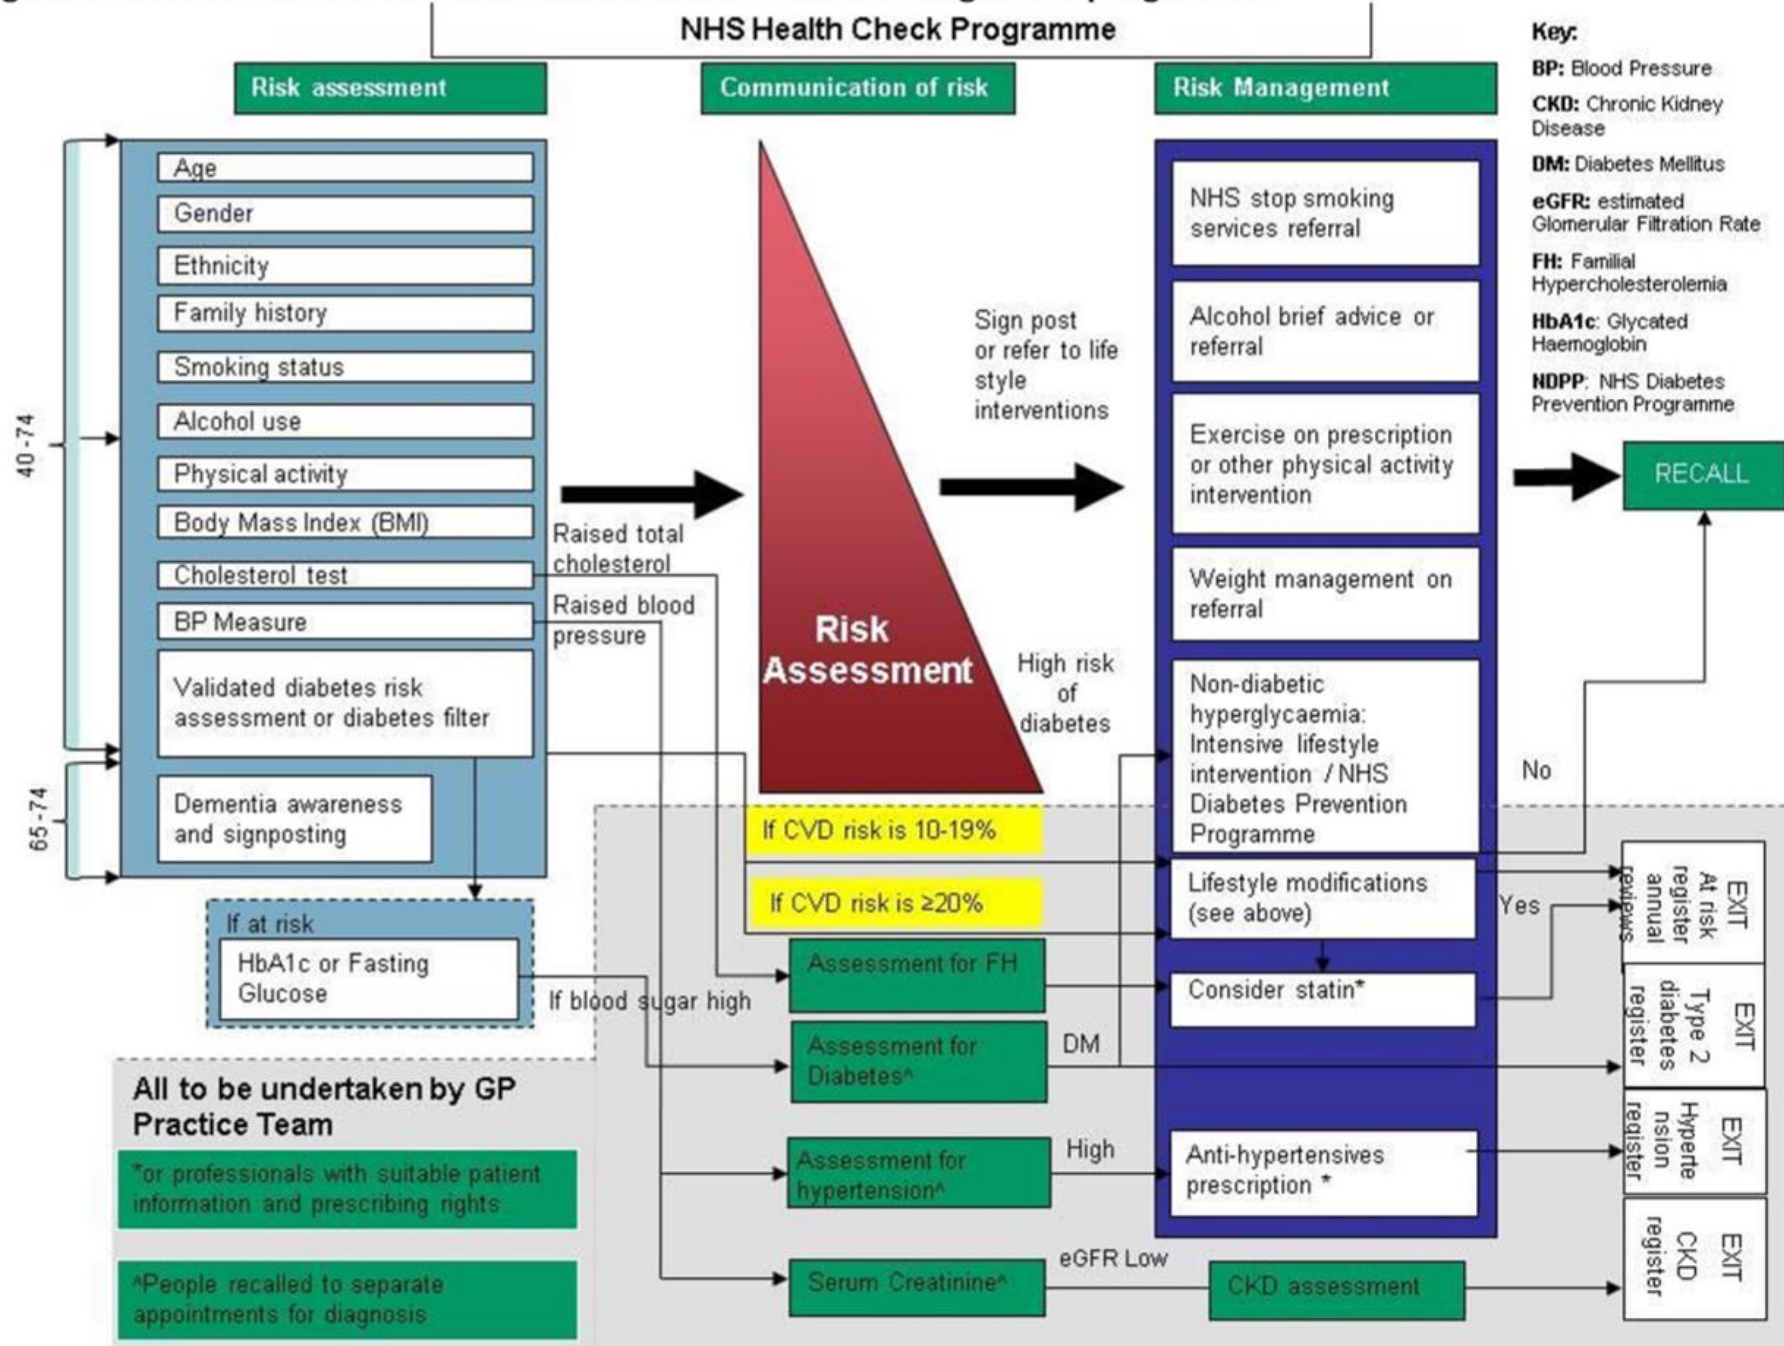 NHS Health Check Programme
Risk assessment
Communication of risk
Risk Management
Key:
BP: Blood Pressure
CKD: Chronic Kidney
Disease
DM: Diabetes Mellitus
eGFR: estimated
Glomerular Filtration Rate
FH: Familial
Hypercholesterolemia
HbA1c: Glycated
Haemoglobin
NDPP: NHS Diabetes
Prevention Programme
40-74
65-74
Age
Gender
Ethnicity
Family history
Smoking status
Alcohol use
Physical activity
Body Mass Index (BMI)
Cholesterol test
BP Measure
Validated diabetes risk
assessment or diabetes filter
Dementia awareness
and signposting
If at risk
HbA1c or Fasting
Glucose
Raised total
cholesterol
Raised blood
pressure
If blood sugar high
Risk
Assessment
Sign post
or refer to life
style
interventions
High risk
of
diabetes
If CVD risk is 10-19%
If CVD risk is ≥20%
Assessment for FH
Assessment for
Diabetes^
DM
Assessment for
hypertension^
High
Serum Creatinine^
eGFR Low
CKD assessment
NHS stop smoking
services referral
Alcohol brief advice or
referral
Exercise on prescription
or other physical activity
intervention
Weight management on
referral
Non-diabetic
hyperglycaemia:
Intensive lifestyle
intervention / NHS
Diabetes Prevention
Programme
Lifestyle modifications
(see above)
Consider statin*
Anti-hypertensives
prescription *
RECALL
No
Yes
EXIT
At risk
register
annual
reviews
EXIT
Type 2
diabetes
register
EXIT
Hyperte
nsion
register
EXIT
CKD
register
All to be undertaken by GP
Practice Team
*or professionals with suitable patient
information and prescribing rights
^People recalled to separate
appointments for diagnosis